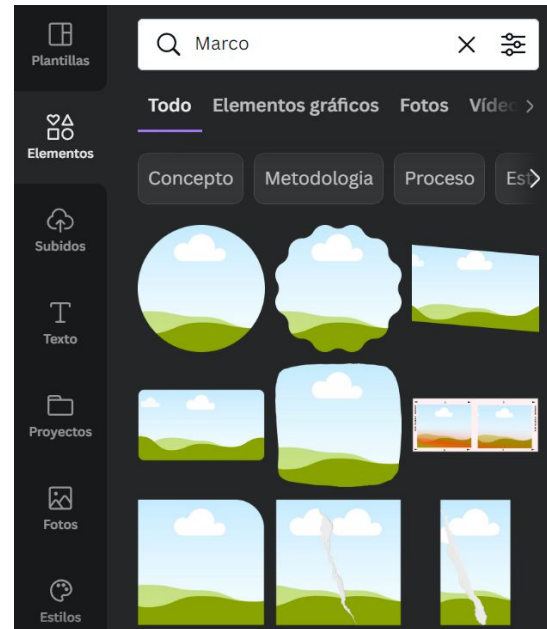 Plantillas
Elementos
Subidos
Texto
Proyectos
Fotos
Estilos
Marco
Todo Elementos gráficos Fotos
Concepto Metodologia Proceso